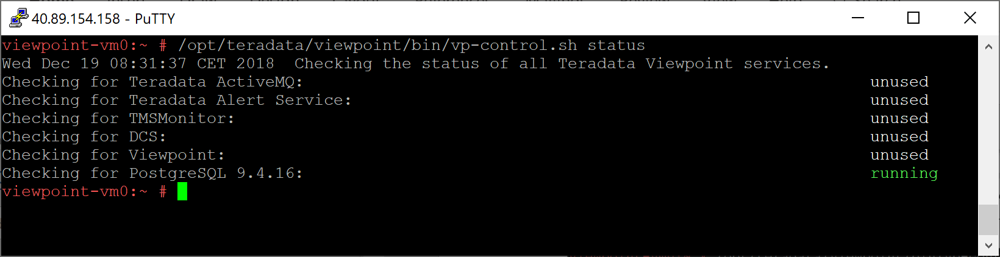 40.89.154.158 - PuTTY
viewpoint-vm0:~ # /opt/teradata/viewpoint/bin/vp-control.sh status
Wed Dec 19 08:31:37 CET 2018  Checking the status of all Teradata Viewpoint services.
Checking for Teradata ActiveMQ: unused
Checking for Teradata Alert Service: unused
Checking for TMSMonitor: unused
Checking for DCS: unused
Checking for Viewpoint: unused
Checking for PostgreSQL 9.4.16: running
viewpoint-vm0:~ #